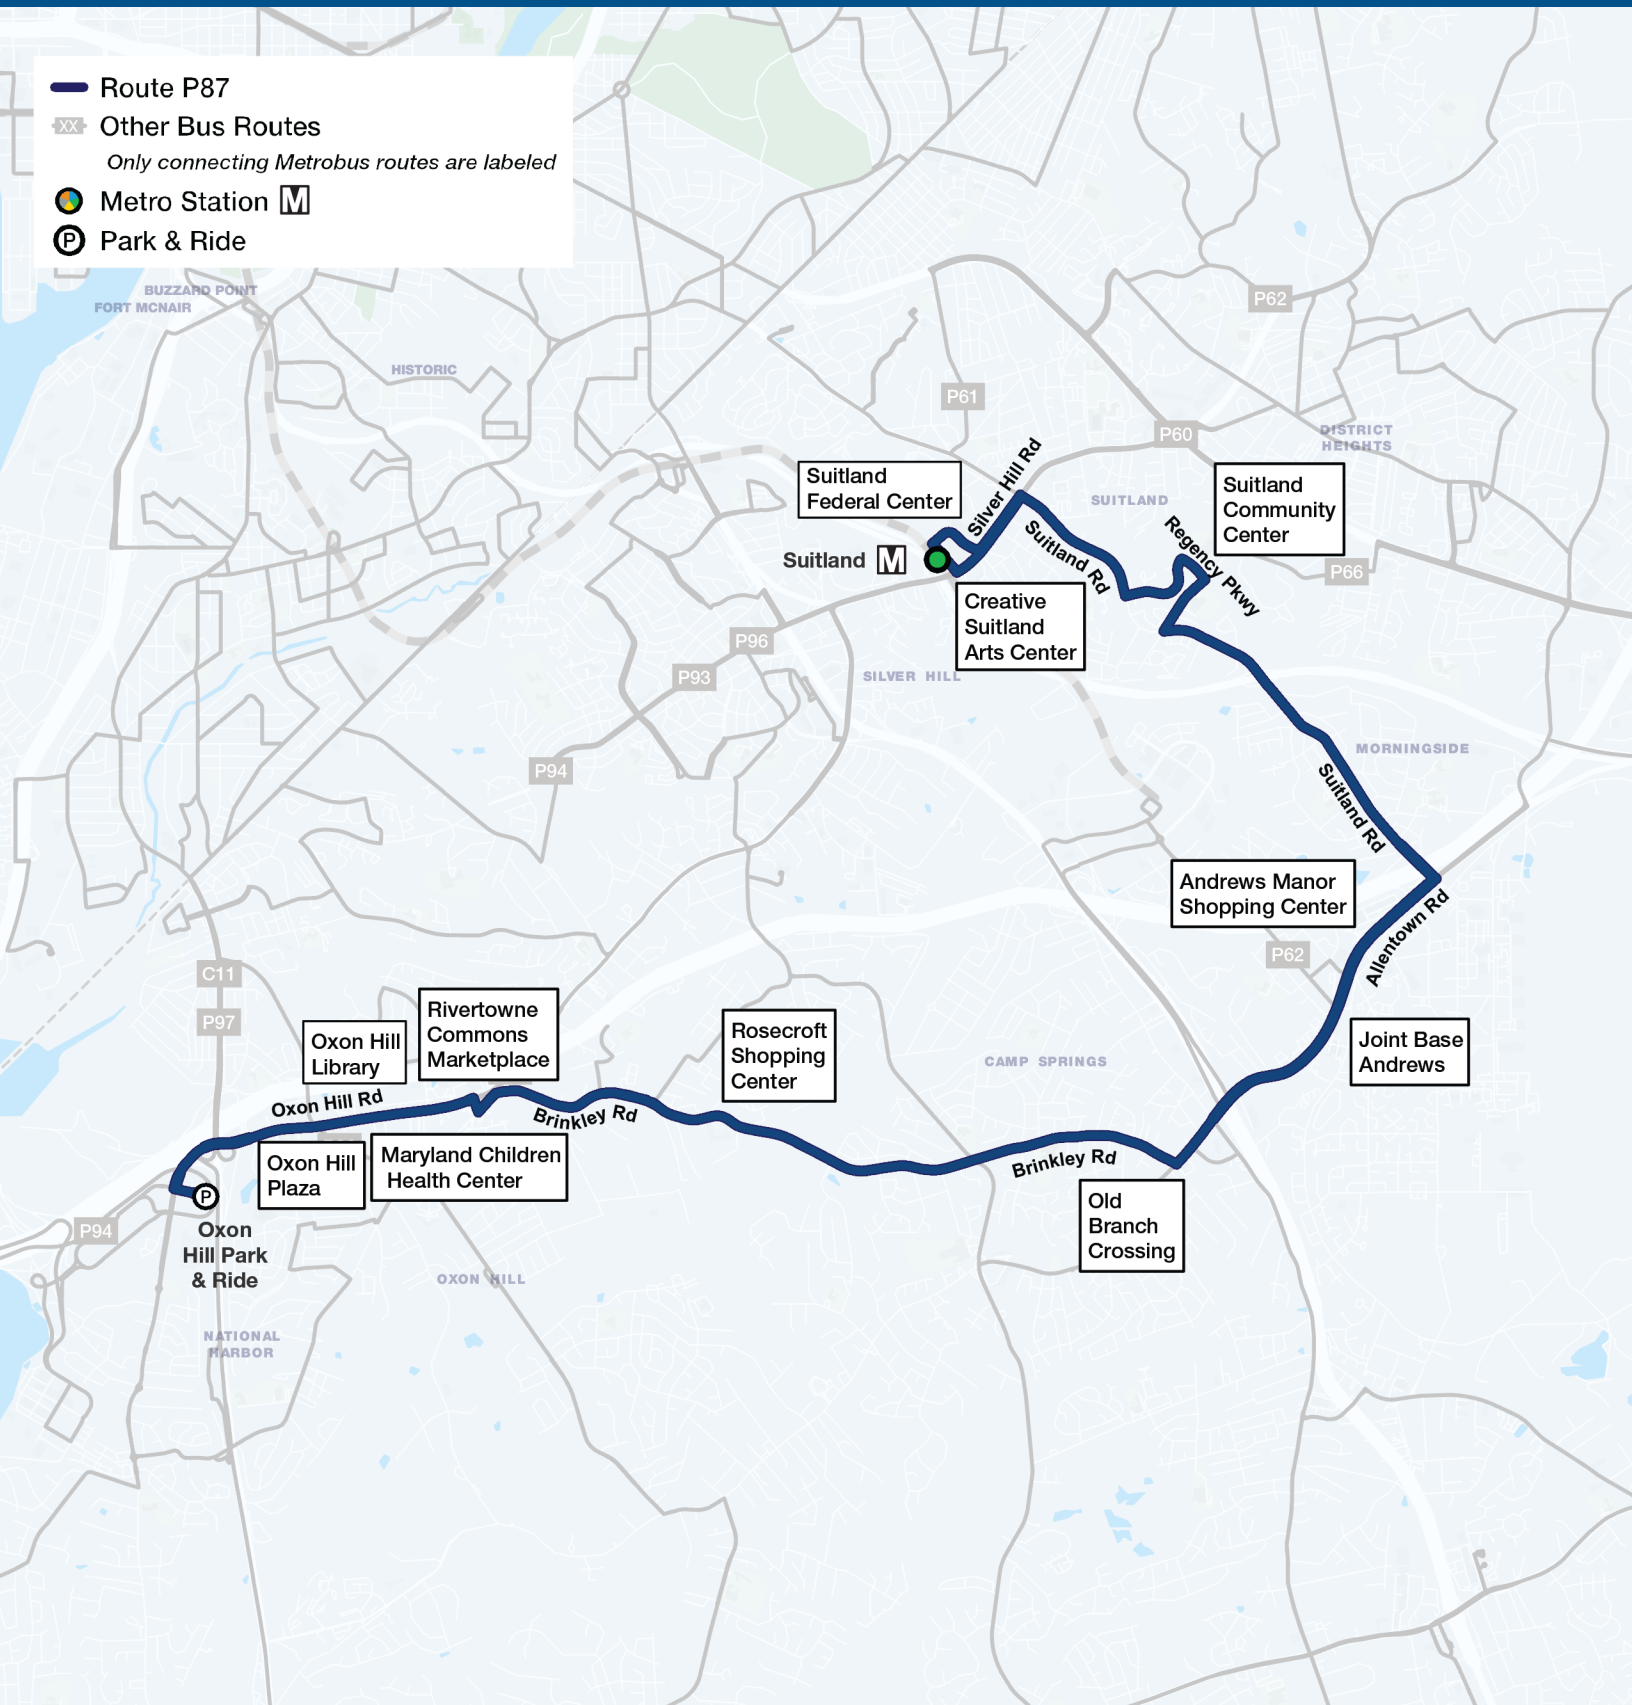 Route P87
XX Other Bus Routes
Only connecting Metrobus routes are labeled
Metro Station M
P Park & Ride
BUZZARD POINT
FORT MCNAIR
HISTORIC
P62
P61
P60
DISTRICT
HEIGHTS
Suitland
Federal Center
Silver Hill Rd
SUITLAND
Suitland
Community
Center
Suitland M
Suitland Rd
Regency Pkwy
P66
Creative
Suitland
Arts Center
P96
P93
SILVER HILL
P94
MORNINGSIDE
Suitland Rd
Andrews Manor
Shopping Center
Allentown Rd
P62
C11
P97
Rivertowne
Commons
Marketplace
Oxon Hill
Library
Rosecroft
Shopping
Center
Joint Base
Andrews
CAMP SPRINGS
Oxon Hill Rd
Brinkley Rd
Brinkley Rd
Oxon Hill
Plaza
Maryland Children
Health Center
P
Old
Branch
Crossing
P94
Oxon
Hill Park
& Ride
OXON HILL
NATIONAL
HARBOR